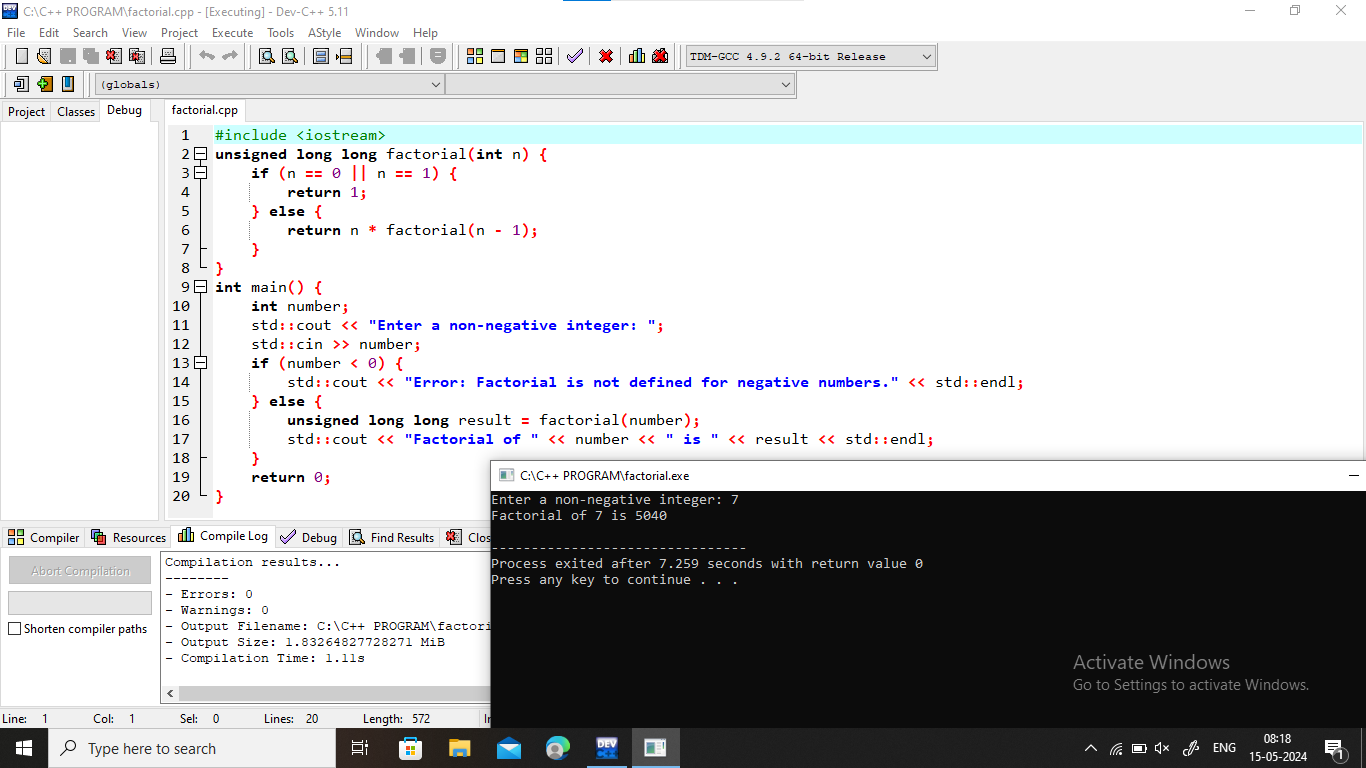 C:\C++ PROGRAM\factorial.cpp - [Executing] - Dev-C++ 5.11
File Edit Search View Project Execute Tools AStyle Window Help
TDM-GCC 4.9.2 64-bit Release
(globals)
Project Classes Debug factorial.cpp
1 #include <iostream>
2 unsigned long long factorial(int n) {
3 if (n == 0 || n == 1) {
4 return 1;
5 } else {
6 return n * factorial(n - 1);
7 }
8 }
9 int main() {
10 int number;
11 std::cout << "Enter a non-negative integer: ";
12 std::cin >> number;
13 if (number < 0) {
14 std::cout << "Error: Factorial is not defined for negative numbers." << std::endl;
15 } else {
16 unsigned long long result = factorial(number);
17 std::cout << "Factorial of " << number << " is " << result << std::endl;
18 }
19 return 0;
20 }
C:\C++ PROGRAM\factorial.exe
Enter a non-negative integer: 7
Factorial of 7 is 5040
--------------------------------
Process exited after 7.259 seconds with return value 0
Press any key to continue . . .
Compiler Resources Compile Log Debug Find Results Clos
Abort Compilation
Shorten compiler paths
Compilation results...
--------
- Errors: 0
- Warnings: 0
- Output Filename: C:\C++ PROGRAM\factori
- Output Size: 1.83264827728271 MiB
- Compilation Time: 1.11s
Activate Windows
Go to Settings to activate Windows.
Line: 1 Col: 1 Sel: 0 Lines: 20 Length: 572 In
Type here to search
DEV
ENG
08:18
15-05-2024
1